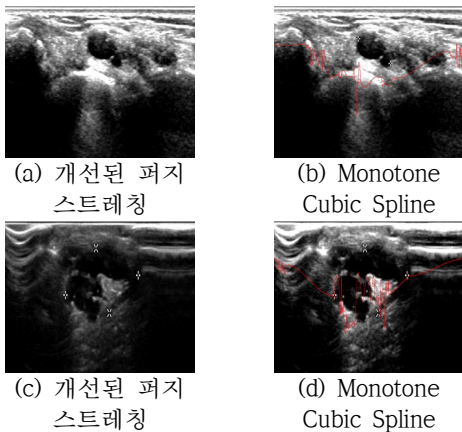 (a) 개선된 퍼지
스트레칭
(b) Monotone
Cubic Spline
(c) 개선된 퍼지
스트레칭
(d) Monotone
Cubic Spline